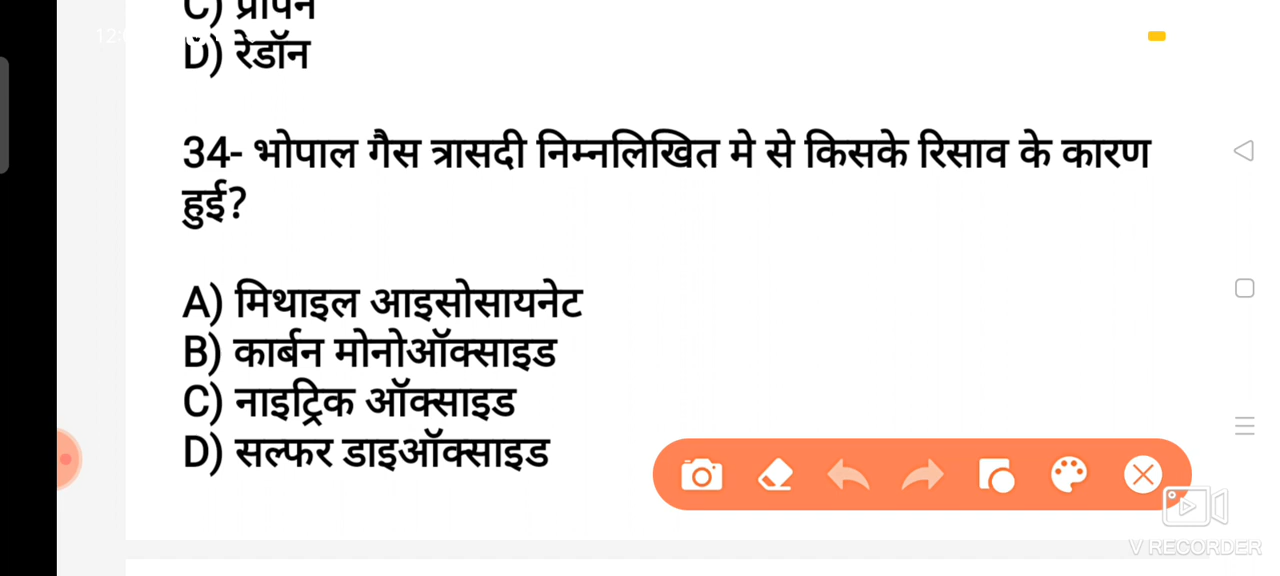 C) प्रोपेन
D) रेडॉन
34- भोपाल गैस त्रासदी निम्नलिखित मे से किसके रिसाव के कारण
हुई?
A) मिथाइल आइसोसायनेट
B) कार्बन मोनोऑक्साइड
C) नाइट्रिक ऑक्साइड
D) सल्फर डाइऑक्साइड
V RECORDER